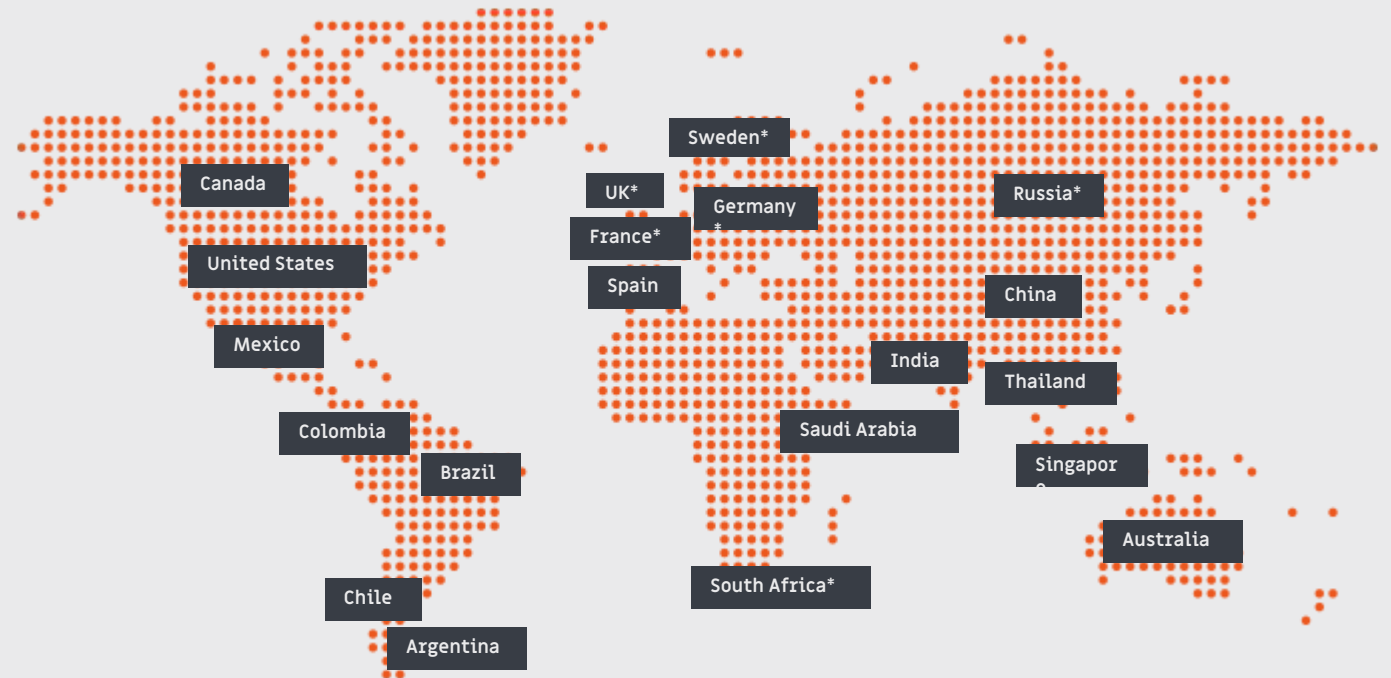 Sweden*
Canada
UK*
Russia*
Germany
*
France*
United States
Spain
China
Mexico
India
Thailand
Colombia
Saudi Arabia
Brazil
Singapor
Australia
South Africa*
Chile
Argentina